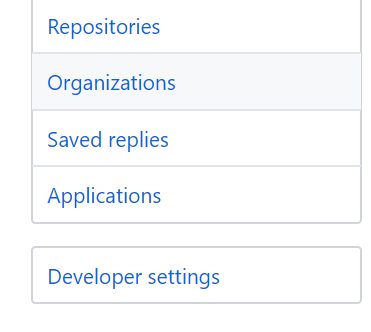 Repositories
Organizations
Saved replies
Applications
Developer settings